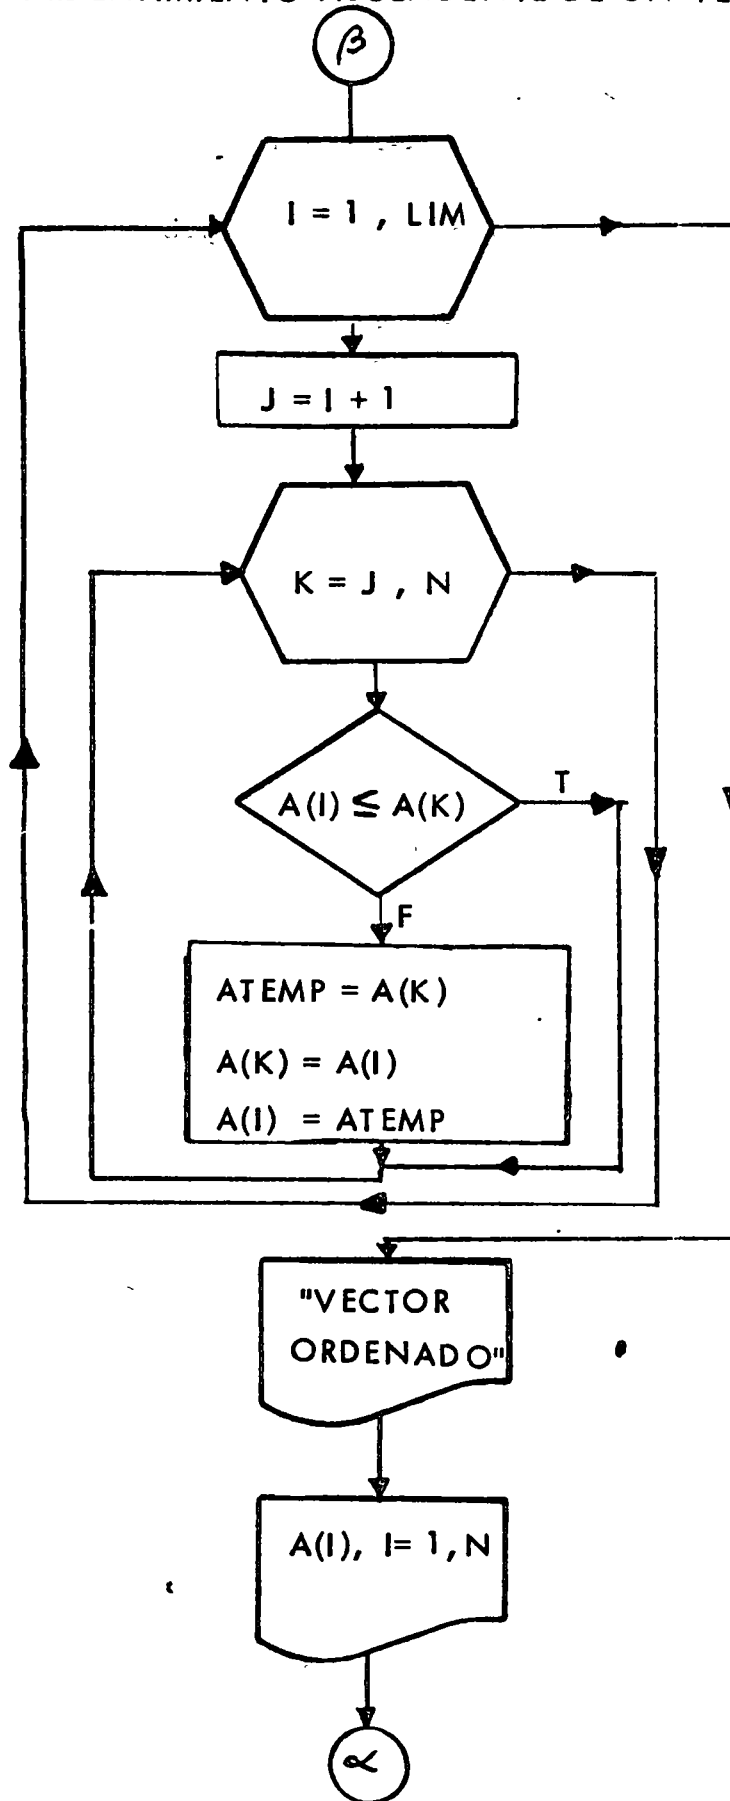 β
I = 1 , LIM
J = I + 1
K = J , N
A(I) ≤ A(K)
T
F
ATEMP = A(K)
A(K) = A(I)
A(I) = ATEMP
"VECTOR
ORDENADO"
A(I), I= 1,N
α